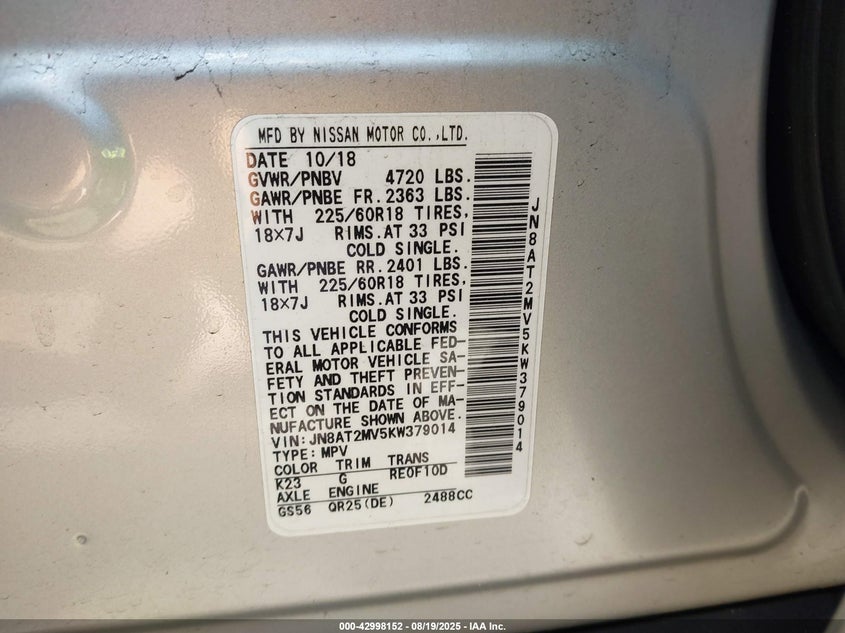 MFD BY NISSAN MOTOR CO.,LTD.
DATE 10/18
GVWR/PNBV 4720 LBS.
GAWR/PNBE FR. 2363 LBS.
WITH 225/60R18 TIRES,
18×7J RIMS. AT 33 PSI
COLD SINGLE.
GAWR/PNBE RR. 2401 LBS.
WITH 225/60R18 TIRES,
18×7J RIMS. AT 33 PSI
COLD SINGLE.
THIS VEHICLE CONFORMS
TO ALL APPLICABLE FED-
ERAL MOTOR VEHICLE SA-
FETY AND THEFT PREVEN-
TION STANDARDS IN EFF-
ECT ON THE DATE OF MA-
NUFACTURE SHOWN ABOVE.
VIN: JN8AT2MV5KW379014
TYPE: MPV
COLOR TRIM TRANS
K23 G RE0F10D
AXLE ENGINE
GS56 QR25(DE) 2488CC
JN8AT2MV5KW379014
000-42998152 - 08/19/2025 - IAA Inc.